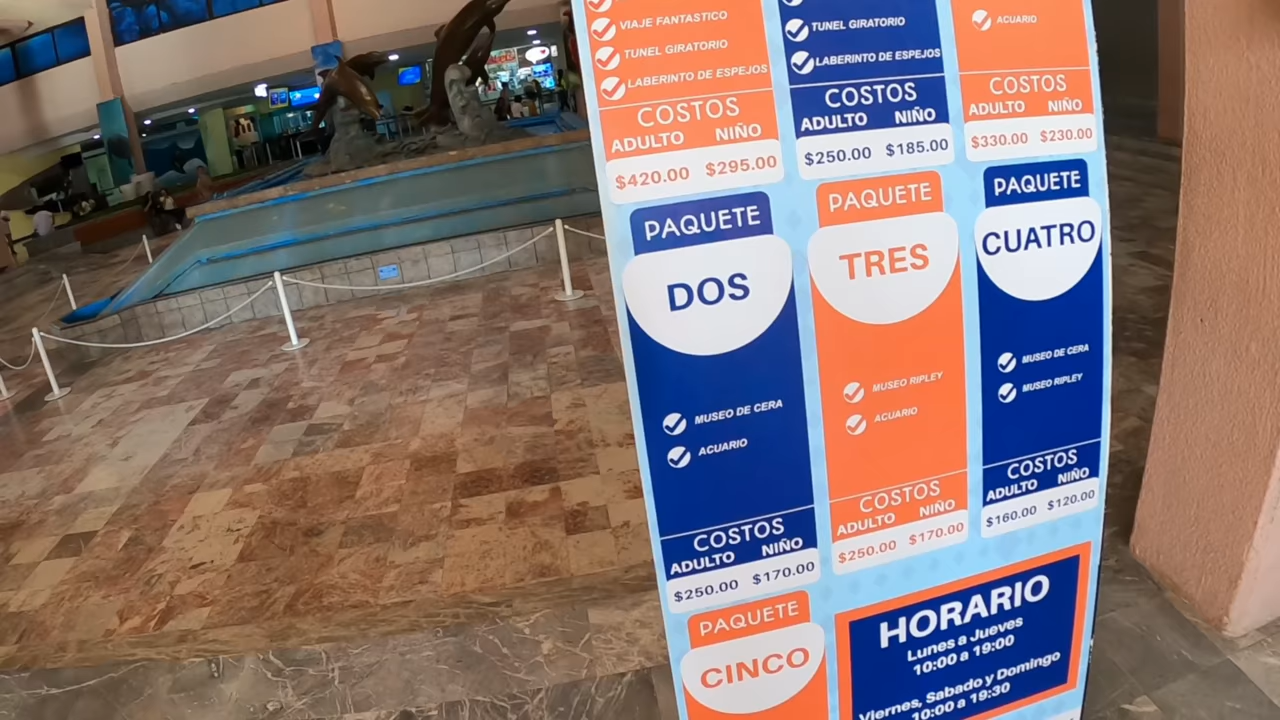 VIAJE FANTASTICO
TUNEL GIRATORIO
LABERINTO DE ESPEJOS
COSTOS
ADULTO NIÑO
$420.00 $295.00
TUNEL GIRATORIO
LABERINTO DE ESPEJOS
COSTOS
ADULTO NIÑO
$250.00 $185.00
ACUARIO
COSTOS
ADULTO NIÑO
$330.00 $230.00
PAQUETE
DOS
MUSEO DE CERA
ACUARIO
COSTOS
ADULTO NIÑO
$250.00 $170.00
PAQUETE
TRES
MUSEO RIPLEY
ACUARIO
COSTOS
ADULTO NIÑO
$250.00 $170.00
PAQUETE
CUATRO
MUSEO DE CERA
MUSEO RIPLEY
COSTOS
ADULTO NIÑO
$160.00 $120.00
PAQUETE
CINCO
HORARIO
Lunes a Jueves
10:00 a 19:00
Viernes, Sabado y Domingo
10:00 a 19:30